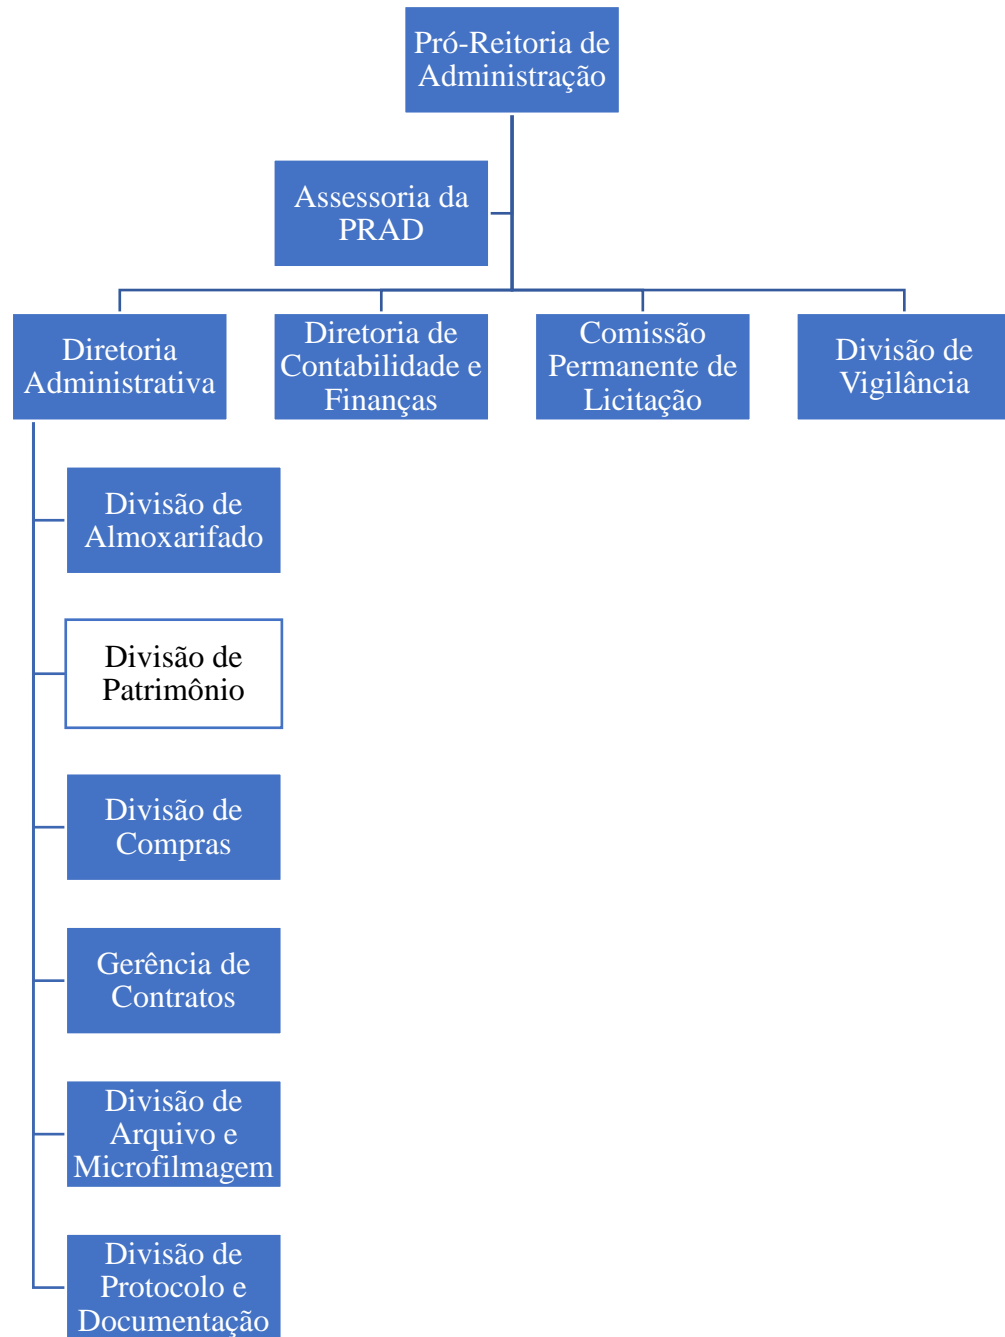 Pró-Reitoria de
Administração
Assessoria da
PRAD
Diretoria
Administrativa
Diretoria de
Contabilidade e
Finanças
Comissão
Permanente de
Licitação
Divisão de
Vigilância
Divisão de
Almoxarifado
Divisão de
Patrimônio
Divisão de
Compras
Gerência de
Contratos
Divisão de
Arquivo e
Microfilmagem
Divisão de
Protocolo e
Documentação